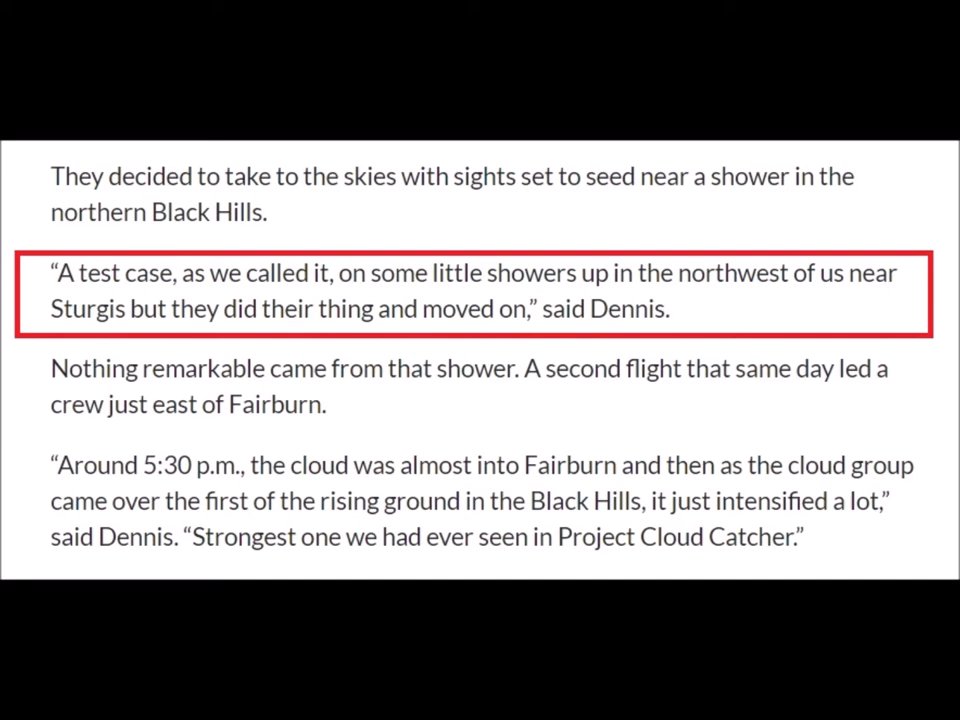 They decided to take to the skies with sights set to seed near a shower in the
northern Black Hills.
“A test case, as we called it, on some little showers up in the northwest of us near
Sturgis but they did their thing and moved on,” said Dennis.
Nothing remarkable came from that shower. A second flight that same day led a
crew just east of Fairburn.
“Around 5:30 p.m., the cloud was almost into Fairburn and then as the cloud group
came over the first of the rising ground in the Black Hills, it just intensified a lot,”
said Dennis. “Strongest one we had ever seen in Project Cloud Catcher.”